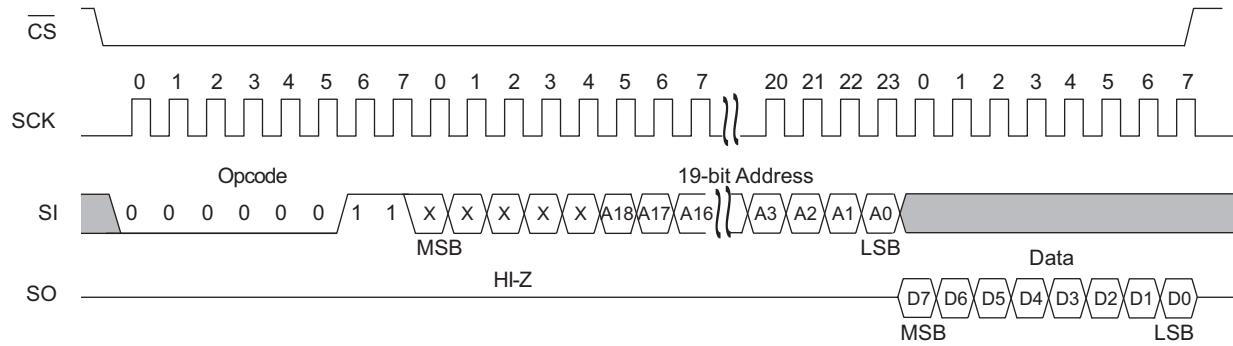 CS
0 1 2 3 4 5 6 7 0 1 2 3 4 5 6 7 20 21 22 23 0 1 2 3 4 5 6 7
SCK
Opcode 19-bit Address
SI 0 0 0 0 0 0 1 1 X X X X X A18 A17 A16 A3 A2 A1 A0
MSB LSB Data
HI-Z
SO D7 D6 D5 D4 D3 D2 D1 D0
MSB LSB